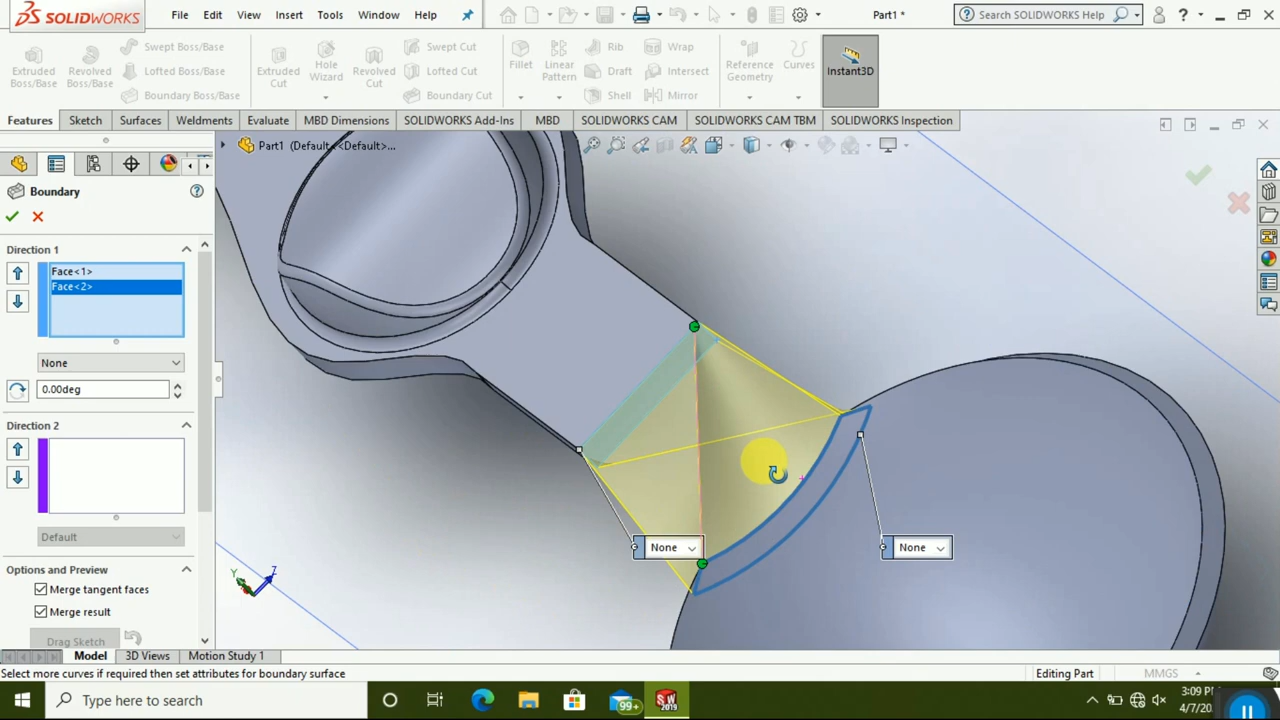 SOLIDWORKS
File Edit View Insert Tools Window Help
Part1 *
Search SOLIDWORKS Help
?
Extruded Boss/Base
Revolved Boss/Base
Swept Boss/Base
Lofted Boss/Base
Boundary Boss/Base
Extruded Cut
Hole Wizard
Revolved Cut
Swept Cut
Lofted Cut
Boundary Cut
Fillet
Linear Pattern
Rib
Draft
Shell
Wrap
Intersect
Mirror
Reference Geometry
Curves
Instant3D
Features Sketch Surfaces Weldments Evaluate MBD Dimensions SOLIDWORKS Add-Ins MBD SOLIDWORKS CAM SOLIDWORKS CAM TBM SOLIDWORKS Inspection
Part1 (Default<<Default>...
Boundary
Direction 1
Face<1>
Face<2>
None
0.00deg
Direction 2
Default
Options and Preview
Merge tangent faces
Merge result
Drag Sketch
None
None
Y
Z
Model 3D Views Motion Study 1
Select more curves if required then set attributes for boundary surface
Editing Part
MMGS
Type here to search
99+
SW
2019